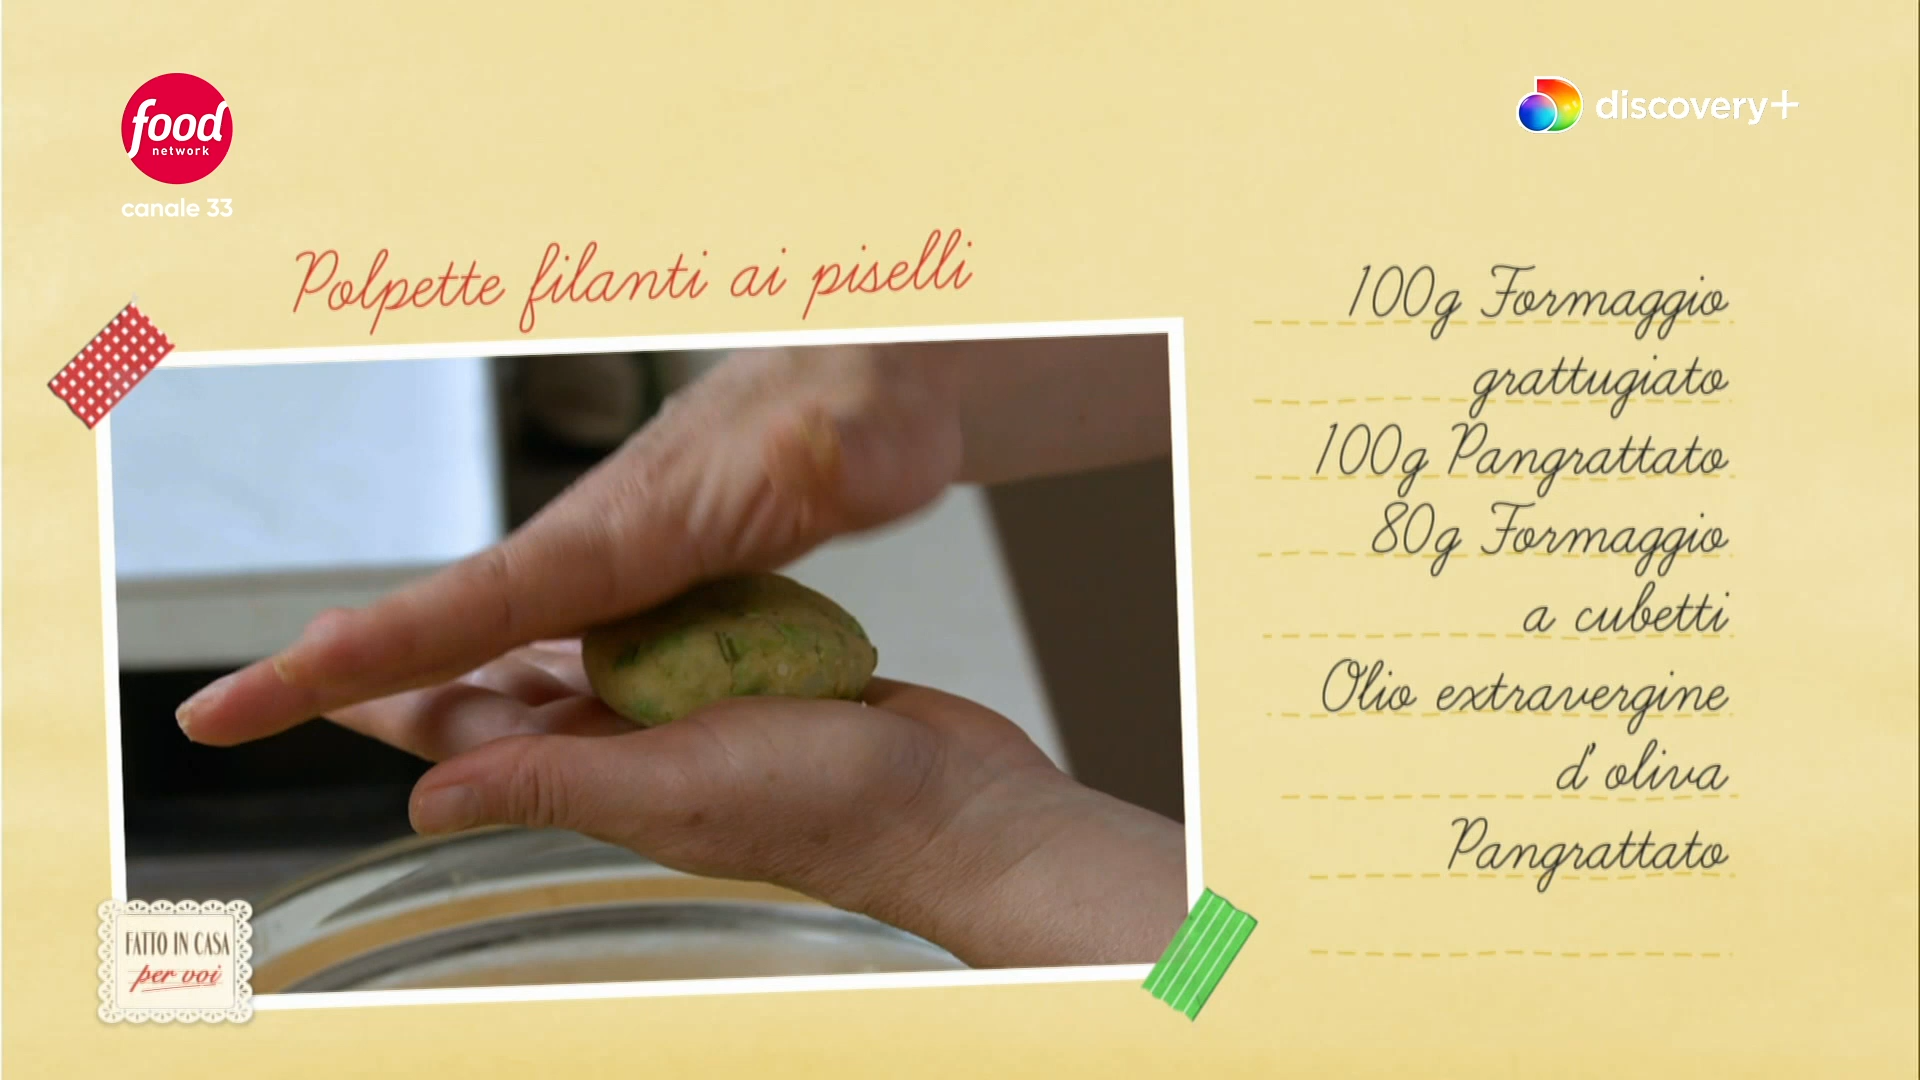 food
network
canale 33
discovery+
Polpette filanti ai piselli
100g Formaggio
grattugiato
100g Pangrattato
80g Formaggio
a cubetti
Olio extravergine
d'oliva
Pangrattato
FATTO IN CASA
per voi